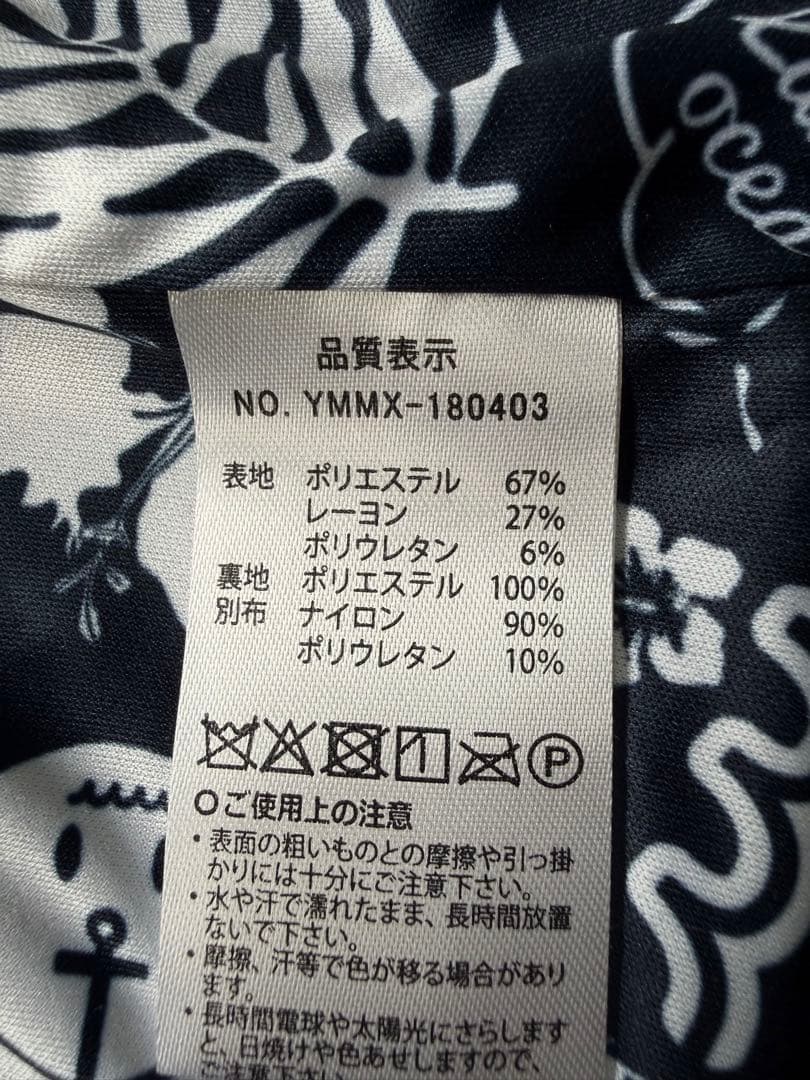 ocea
品質表示
NO. YMMX-180403
表地 ポリエステル 67%
レーヨン 27%
ポリウレタン 6%
裏地 ポリエステル 100%
別布 ナイロン 90%
ポリウレタン 10%
P
○ご使用上の注意
・表面の粗いものとの摩擦や引っ掛
かりには十分にご注意下さい。
・水や汗で濡れたまま、長時間放置
ないで下さい。
・摩擦、汗等で色が移る場合があり
ます。
・長時間電球や太陽光にさらします
と、日焼けや色あせしますので、
ご注意下さい